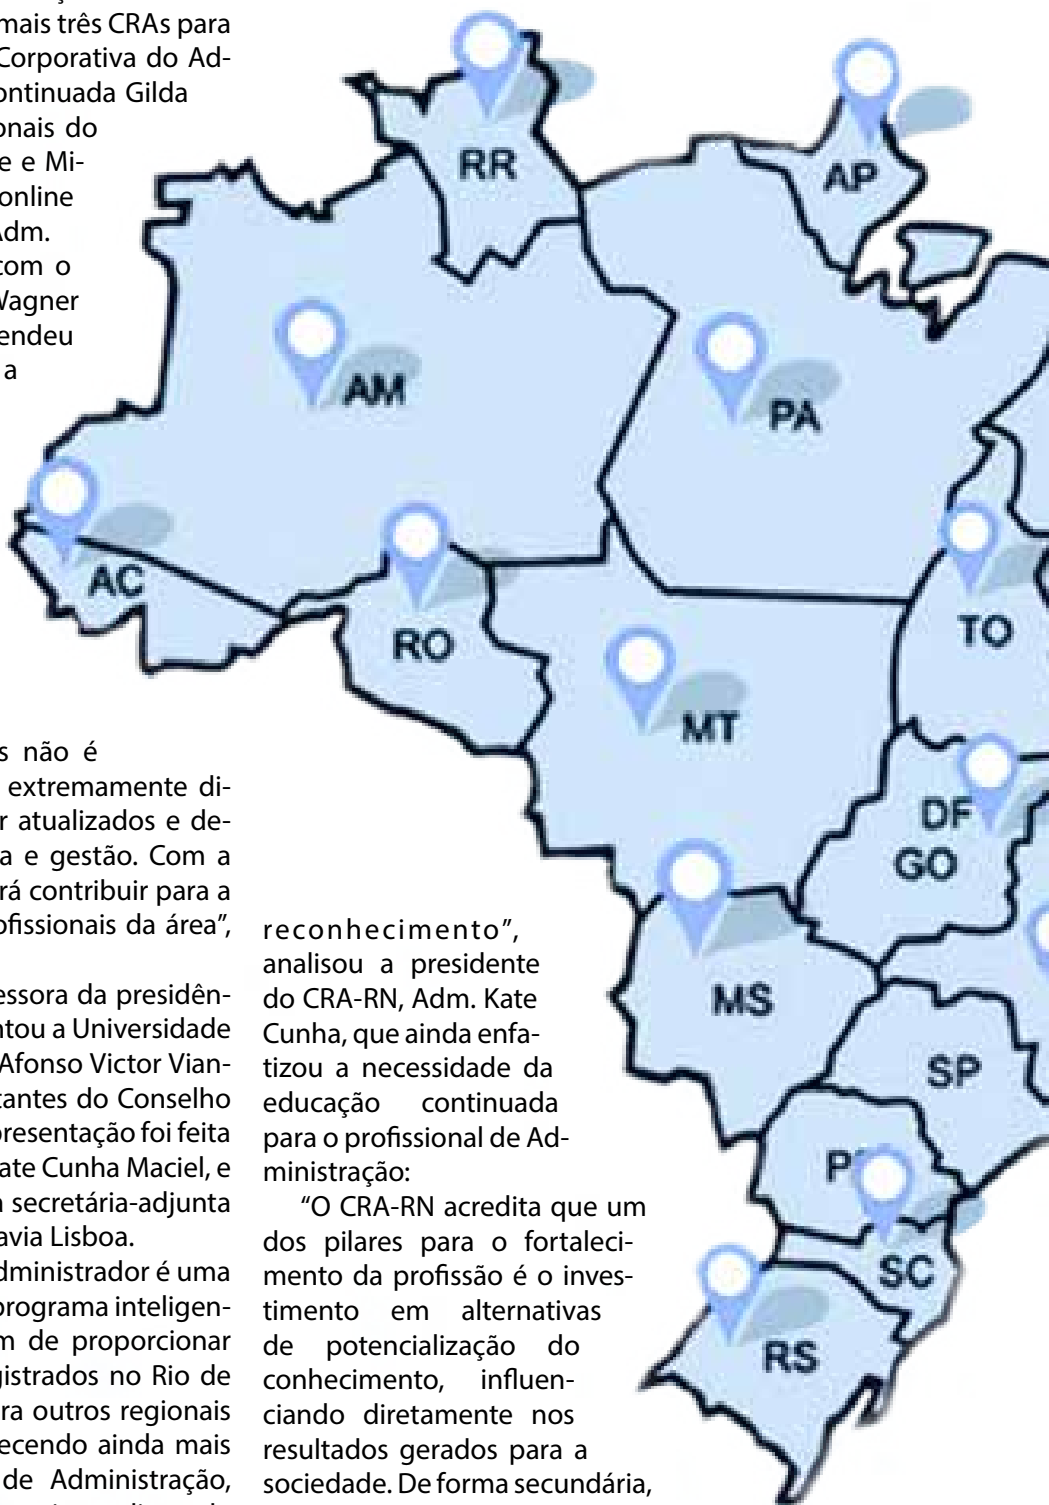 mais três CRAs para
Corporativa do Ad-
ontinuada Gilda
onais do
e e Mi-
online
Adm.
com o
Wagner
endeu
a
s não é
extremamente di-
r atualizados e de-
a e gestão. Com a
rá contribuir para a
ofissionais da área”,
essora da presidên-
ntou a Universidade
Afonso Victor Vian-
tantes do Conselho
presentação foi feita
ate Cunha Maciel, e
a secretária-adjunta
avia Lisboa.
dministrador é uma
programa inteligen-
m de proporcionar
gistrados no Rio de
ra outros regionais
ecendo ainda mais
de Administração,
reconhecimento”,
analisou a presidente
do CRA-RN, Adm. Kate
Cunha, que ainda enfa-
tizou a necessidade da
educação continuada
para o profissional de Ad-
ministração:
“O CRA-RN acredita que um
dos pilares para o fortaleci-
mento da profissão é o inves-
timento em alternativas
de potencialização do
conhecimento, influen-
ciando diretamente nos
resultados gerados para a
sociedade. De forma secundária,
RR
AP
AM
PA
AC
RO
TO
MT
DF
GO
MS
SP
P
SC
RS